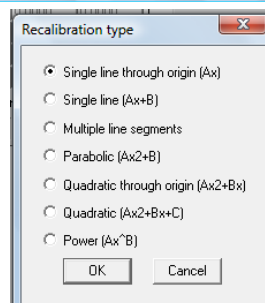 Recalibration type
Single line through origin (Ax)
Single line (Ax+B)
Multiple line segments
Parabolic (Ax2+B)
Quadratic through origin (Ax2+Bx)
Quadratic (Ax2+Bx+C)
Power (Ax^B)
OK Cancel